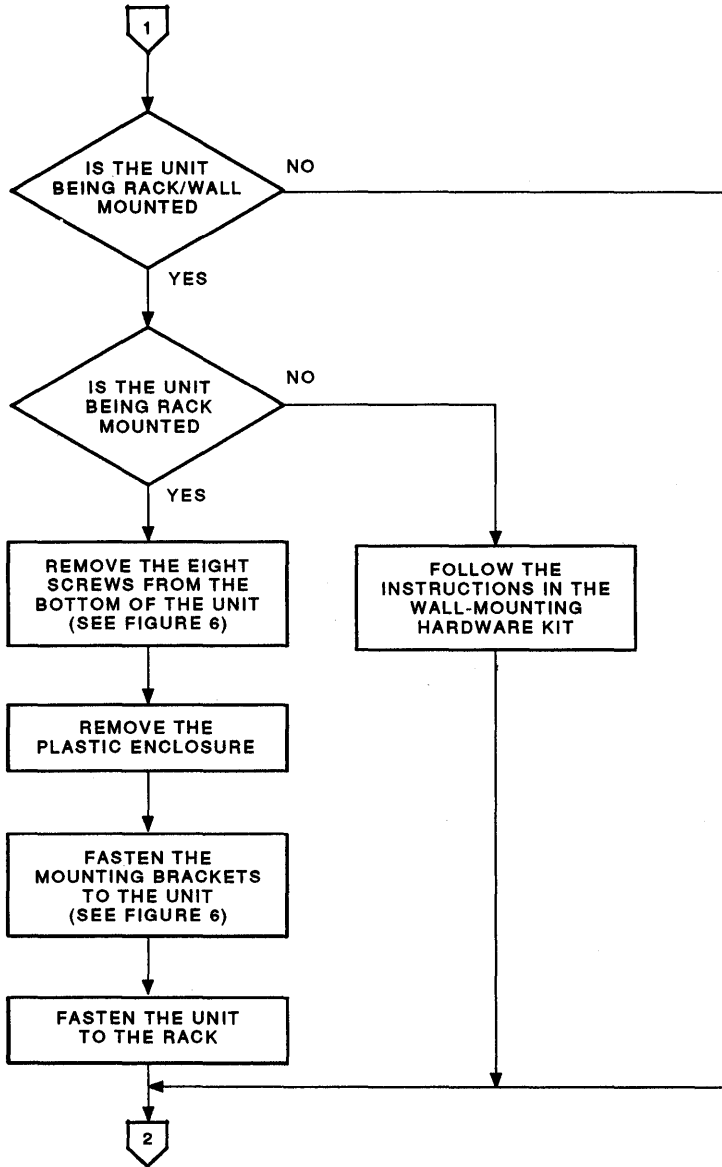 1
IS THE UNIT
BEING RACK/WALL
MOUNTED
NO
YES
IS THE UNIT
BEING RACK
MOUNTED
NO
YES
REMOVE THE EIGHT
SCREWS FROM THE
BOTTOM OF THE UNIT
(SEE FIGURE 6)
FOLLOW THE
INSTRUCTIONS IN THE
WALL-MOUNTING
HARDWARE KIT
REMOVE THE
PLASTIC ENCLOSURE
FASTEN THE
MOUNTING BRACKETS
TO THE UNIT
(SEE FIGURE 6)
FASTEN THE UNIT
TO THE RACK
2